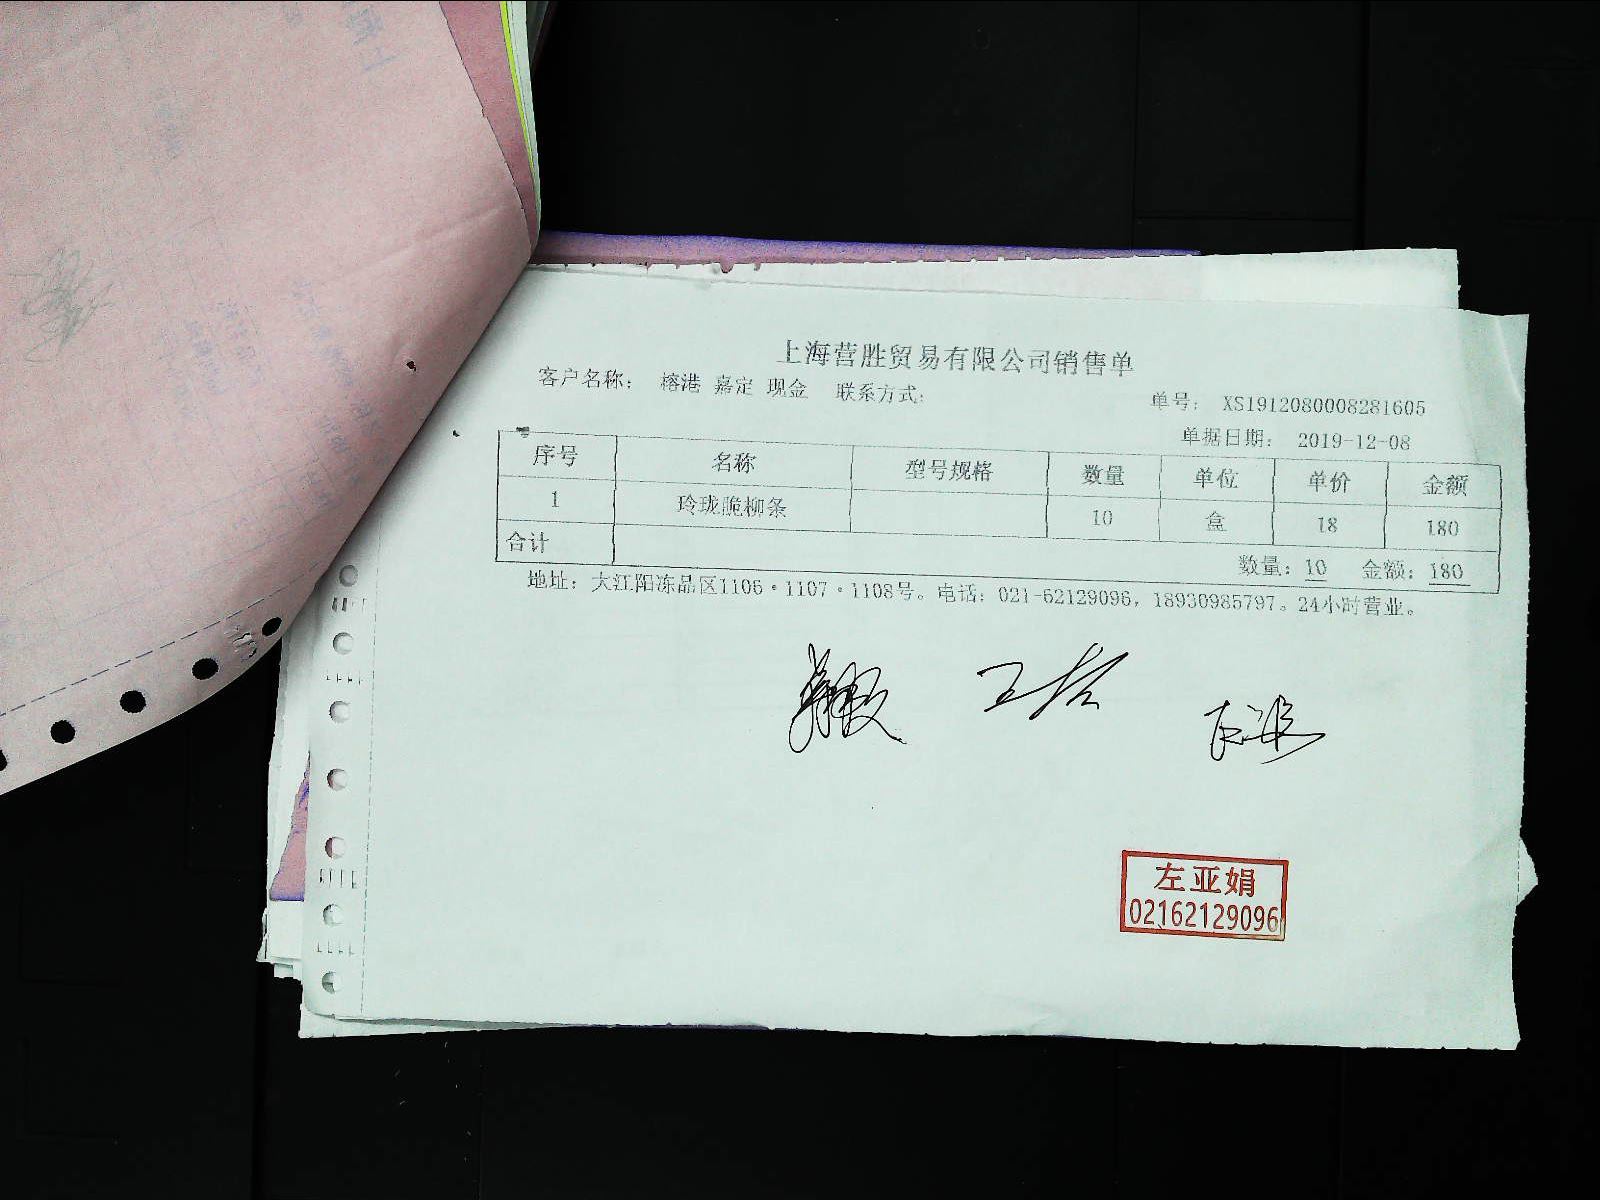 上海营胜贸易有限公司销售单
客户名称： 榕港 嘉定 现金 联系方式：
单号： XS1912080008281605
单据日期： 2019-12-08
序号 名称 型号规格 数量 单位 单价 金额
1 玲珑脆柳条 10 盒 18 180
合计 数量：10 金额：180
地址：大江阳冻品区1106·1107·1108号。电话：021-62129096，18930985797。24小时营业。
左亚娟
02162129096